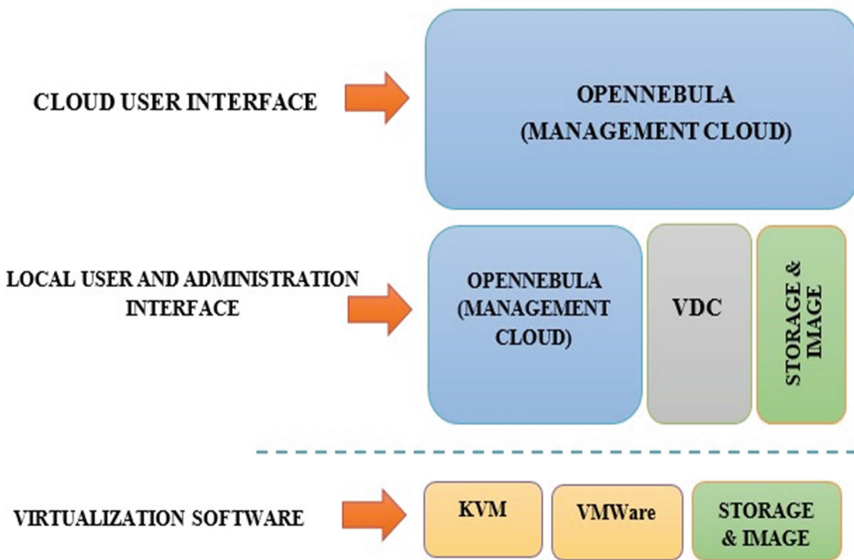 CLOUD USER INTERFACE
OPENNEBULA
(MANAGEMENT CLOUD)
LOCAL USER AND ADMINISTRATION
INTERFACE
OPENNEBULA
(MANAGEMENT
CLOUD)
VDC
STORAGE &
IMAGE
VIRTUALIZATION SOFTWARE
KVM
VMWare
STORAGE
& IMAGE